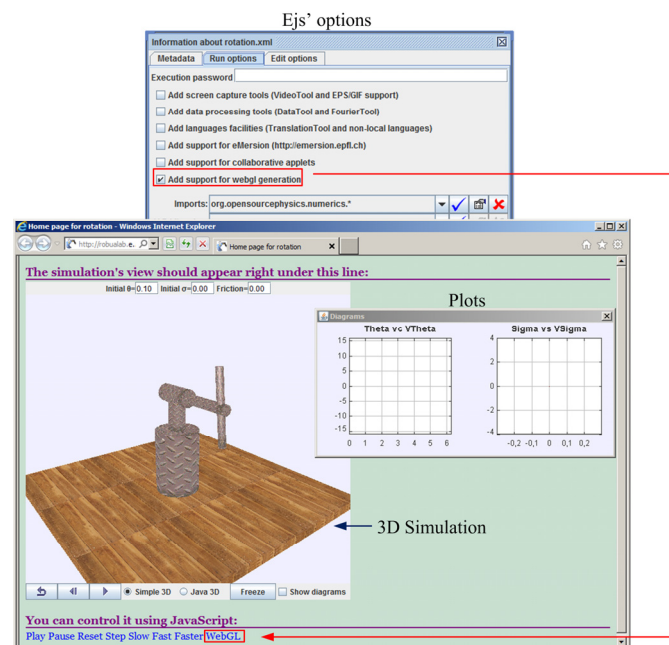 Ejs' options
Information about rotation.xml
Metadata Run options Edit options
Execution password
Add screen capture tools (VideoTool and EPS/GIF support)
Add data processing tools (DataTool and FourierTool)
Add languages facilities (TranslationTool and non-local languages)
Add support for eMersion (http://emersion.epfl.ch)
Add support for collaborative applets
Add support for webgl generation
Imports: org.opensourcephysics.numerics.*
Home page for rotation - Windows Internet Explorer
http://robualab.e. Home page for rotation
The simulation's view should appear right under this line:
Initial θ= 0.10 Initial σ= 0.00 Friction= 0.00
Plots
Diagrams
Theta vc VTheta Sigma vs VSigma
15
10
5
0
-5
-10
-15
0 1 2 3 4 5 6
4
2
0
-2
-4
-0,2 -0,1 0 0,1 0,2
3D Simulation
Simple 3D Java 3D Freeze Show diagrams
You can control it using JavaScript:
Play Pause Reset Step Slow Fast Faster WebGL